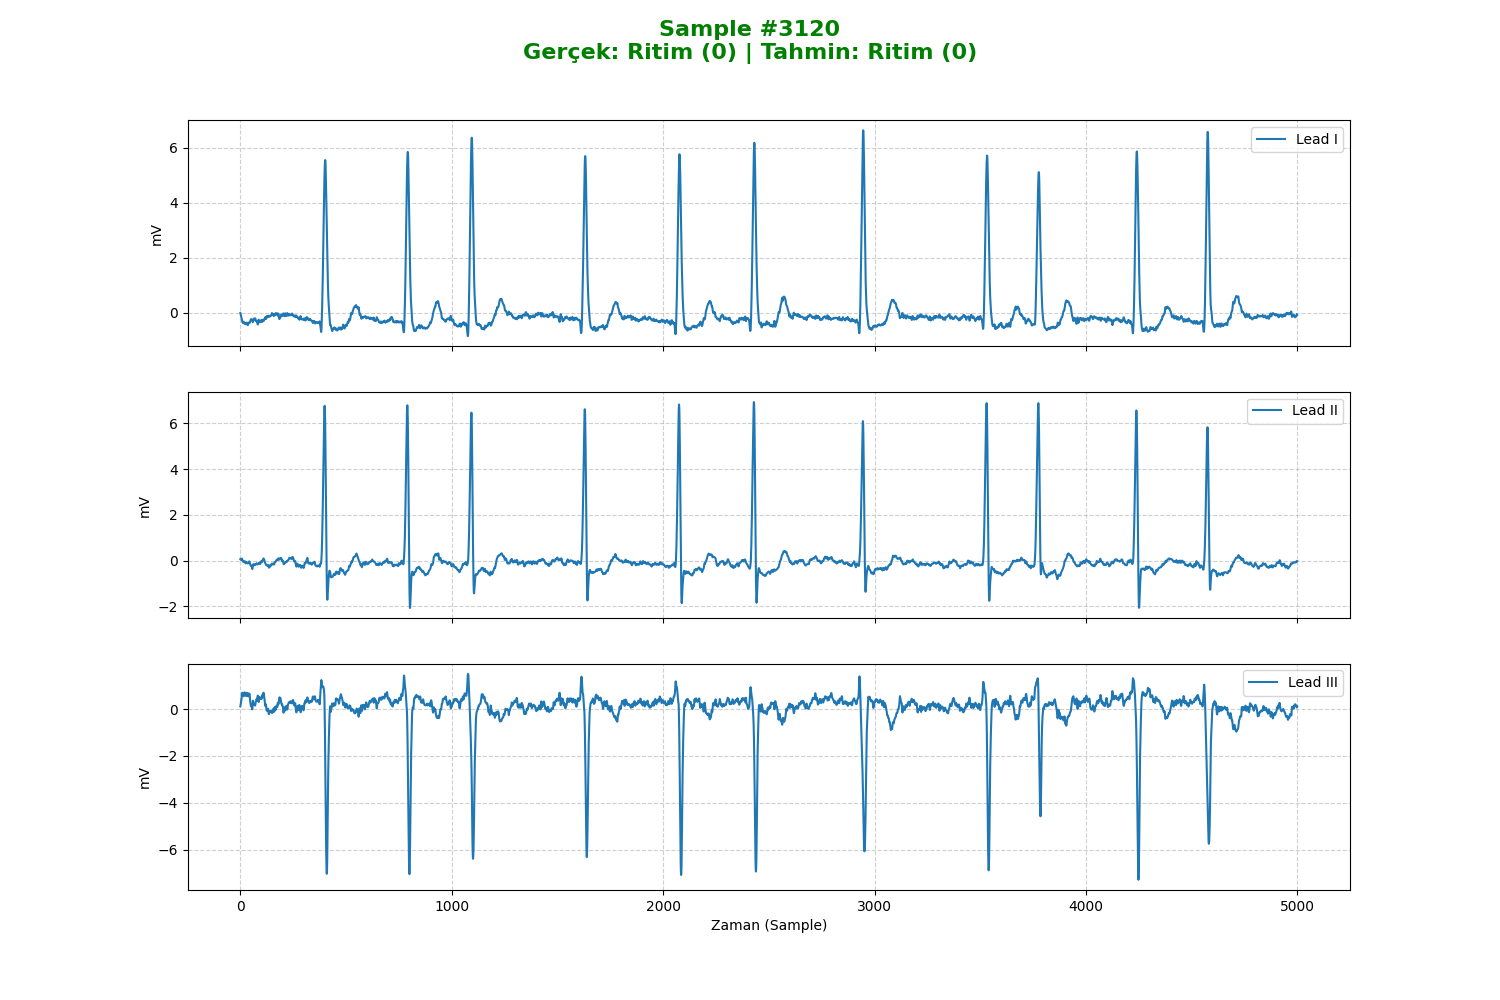 Sample #3120
Gerçek: Ritim (0) | Tahmin: Ritim (0)
Lead I
6
4
2
0
mV
Lead II
6
4
2
0
−2
mV
Lead III
0
−2
−4
−6
mV
0 1000 2000 3000 4000 5000
Zaman (Sample)